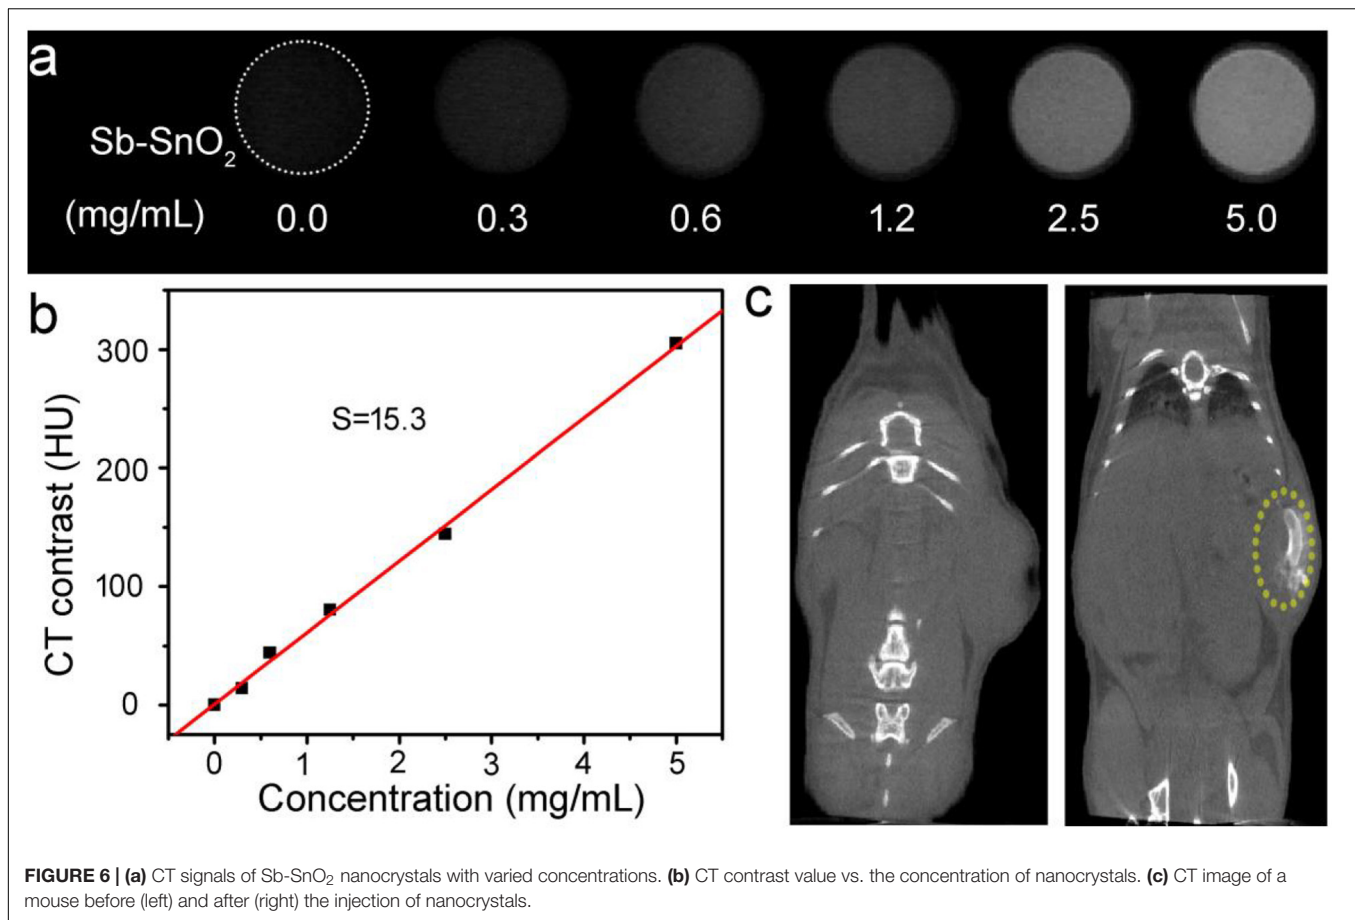 a
Sb-SnO₂
(mg/mL) 0.0 0.3 0.6 1.2 2.5 5.0
b
CT contrast (HU)
300
200
100
0
S=15.3
0 1 2 3 4 5
Concentration (mg/mL)
c
FIGURE 6 | (a) CT signals of Sb-SnO₂ nanocrystals with varied concentrations. (b) CT contrast value vs. the concentration of nanocrystals. (c) CT image of a
mouse before (left) and after (right) the injection of nanocrystals.